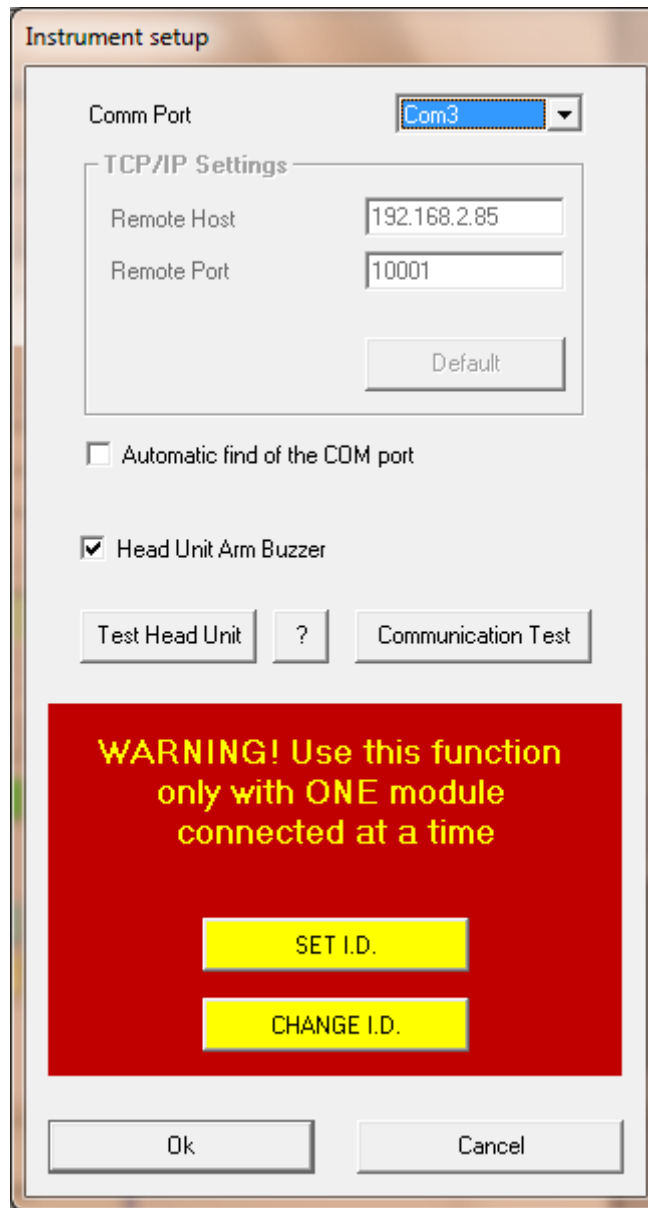 Instrument setup
Comm Port Com3
TCP/IP Settings
Remote Host 192.168.2.85
Remote Port 10001
Default
Automatic find of the COM port
Head Unit Arm Buzzer
Test Head Unit ? Communication Test
WARNING! Use this function
only with ONE module
connected at a time
SET I.D.
CHANGE I.D.
Ok Cancel